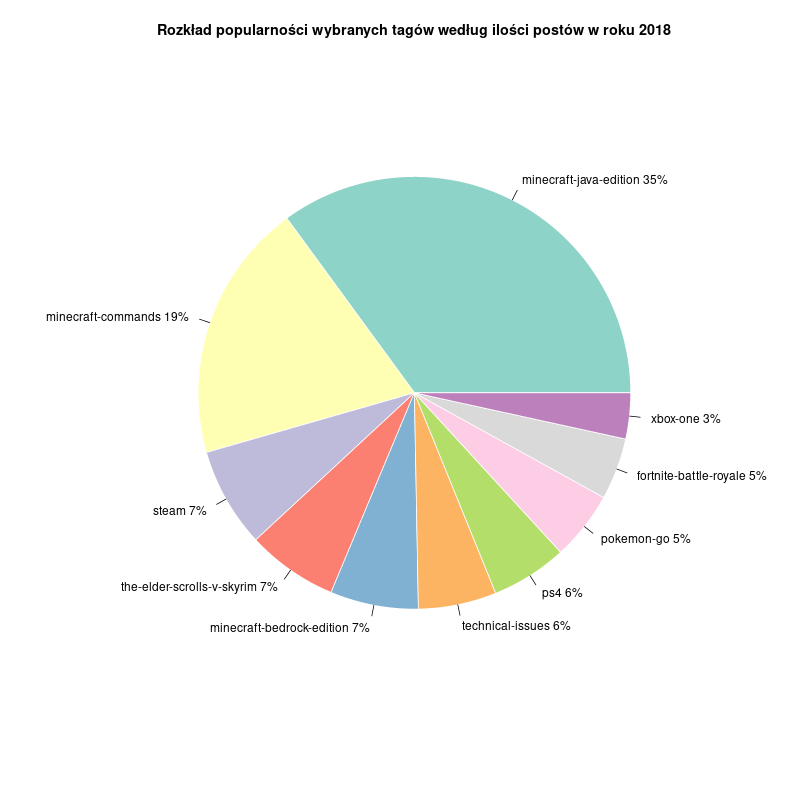 Rozkład popularności wybranych tagów według ilości postów w roku 2018
minecraft-java-edition 35%
minecraft-commands 19%
steam 7%
the-elder-scrolls-v-skyrim 7%
minecraft-bedrock-edition 7%
technical-issues 6%
ps4 6%
pokemon-go 5%
fortnite-battle-royale 5%
xbox-one 3%